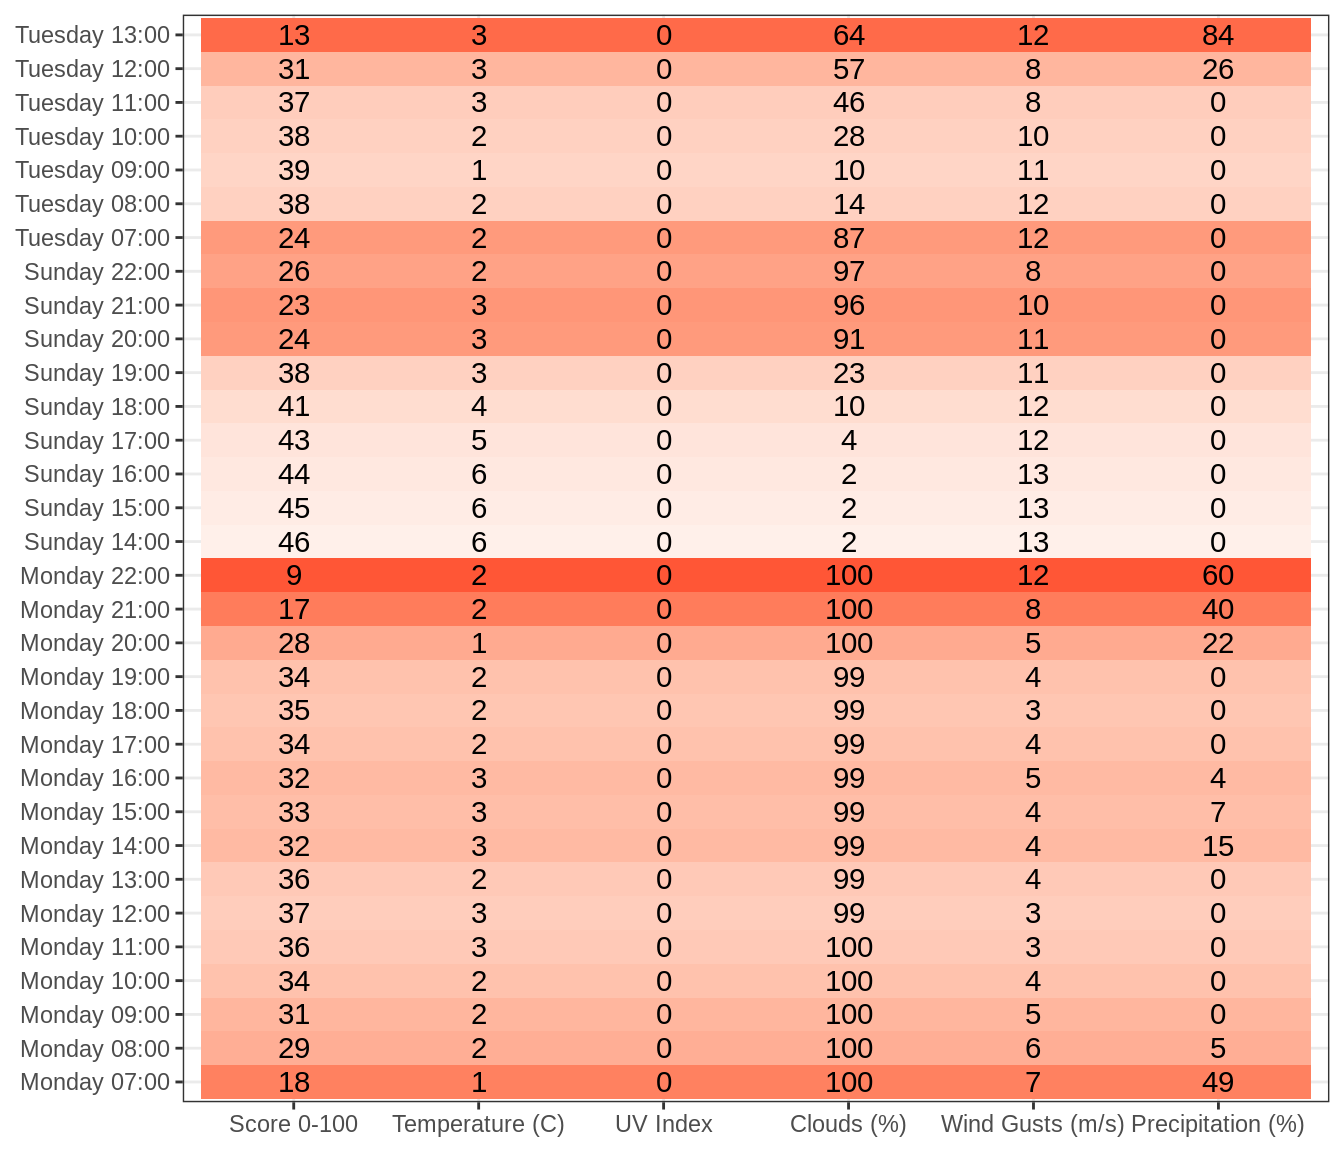 Tuesday 13:00 13 3 0 64 12 84
Tuesday 12:00 31 3 0 57 8 26
Tuesday 11:00 37 3 0 46 8 0
Tuesday 10:00 38 2 0 28 10 0
Tuesday 09:00 39 1 0 10 11 0
Tuesday 08:00 38 2 0 14 12 0
Tuesday 07:00 24 2 0 87 12 0
Sunday 22:00 26 2 0 97 8 0
Sunday 21:00 23 3 0 96 10 0
Sunday 20:00 24 3 0 91 11 0
Sunday 19:00 38 3 0 23 11 0
Sunday 18:00 41 4 0 10 12 0
Sunday 17:00 43 5 0 4 12 0
Sunday 16:00 44 6 0 2 13 0
Sunday 15:00 45 6 0 2 13 0
Sunday 14:00 46 6 0 2 13 0
Monday 22:00 9 2 0 100 12 60
Monday 21:00 17 2 0 100 8 40
Monday 20:00 28 1 0 100 5 22
Monday 19:00 34 2 0 99 4 0
Monday 18:00 35 2 0 99 3 0
Monday 17:00 34 2 0 99 4 0
Monday 16:00 32 3 0 99 5 4
Monday 15:00 33 3 0 99 4 7
Monday 14:00 32 3 0 99 4 15
Monday 13:00 36 2 0 99 4 0
Monday 12:00 37 3 0 99 3 0
Monday 11:00 36 3 0 100 3 0
Monday 10:00 34 2 0 100 4 0
Monday 09:00 31 2 0 100 5 0
Monday 08:00 29 2 0 100 6 5
Monday 07:00 18 1 0 100 7 49
Score 0-100 Temperature (C) UV Index Clouds (%) Wind Gusts (m/s) Precipitation (%)